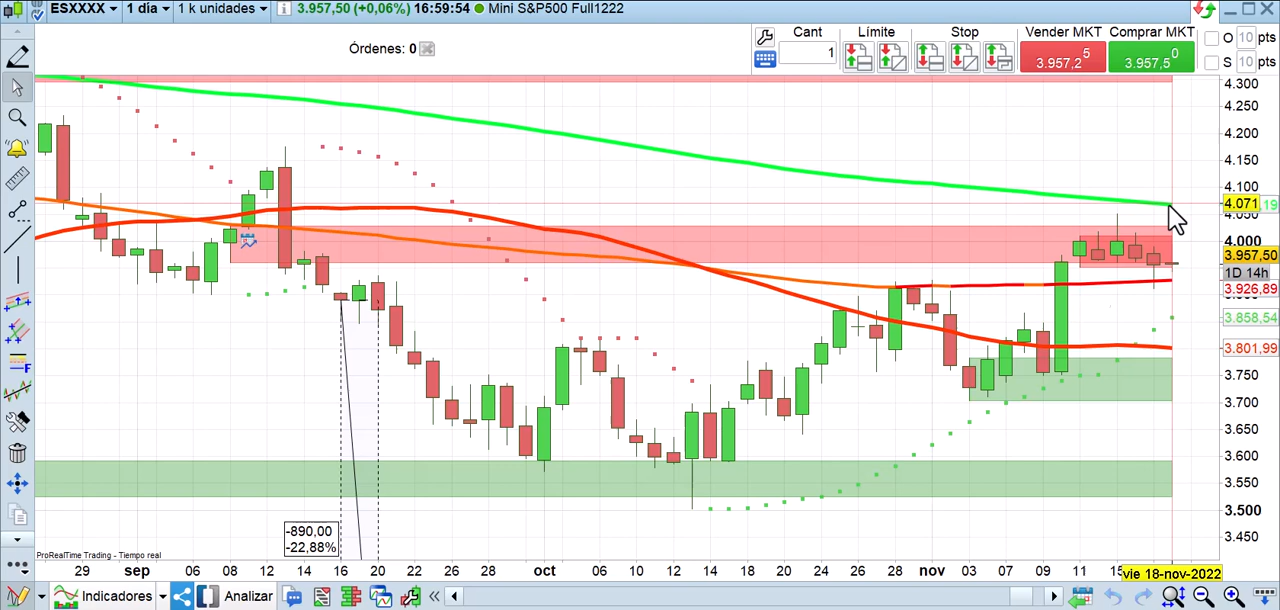 ESXXXX 1 día 1 k unidades 3.957,50 (+0,06%) 16:59:54 Mini S&P500 Full1222
Órdenes: 0
Cant Límite Stop Vender MKT Comprar MKT
1 3.957,2 5 3.957,5 0
O 10 pts
S 10 pts
4.300
4.250
4.200
4.150
4.100
4.071,19
4.050
4.000
3.957,50
1D 14h
3.926,89
3.858,54
3.801,99
3.750
3.700
3.650
3.600
3.550
3.500
3.450
-890,00
-22,88%
ProRealTime Trading - Tiempo real
29 sep 06 08 12 14 16 20 22 26 28 oct 06 10 12 14 18 20 24 26 28 nov 03 07 09 11 15 vie 18-nov-2022
Indicadores Analizar